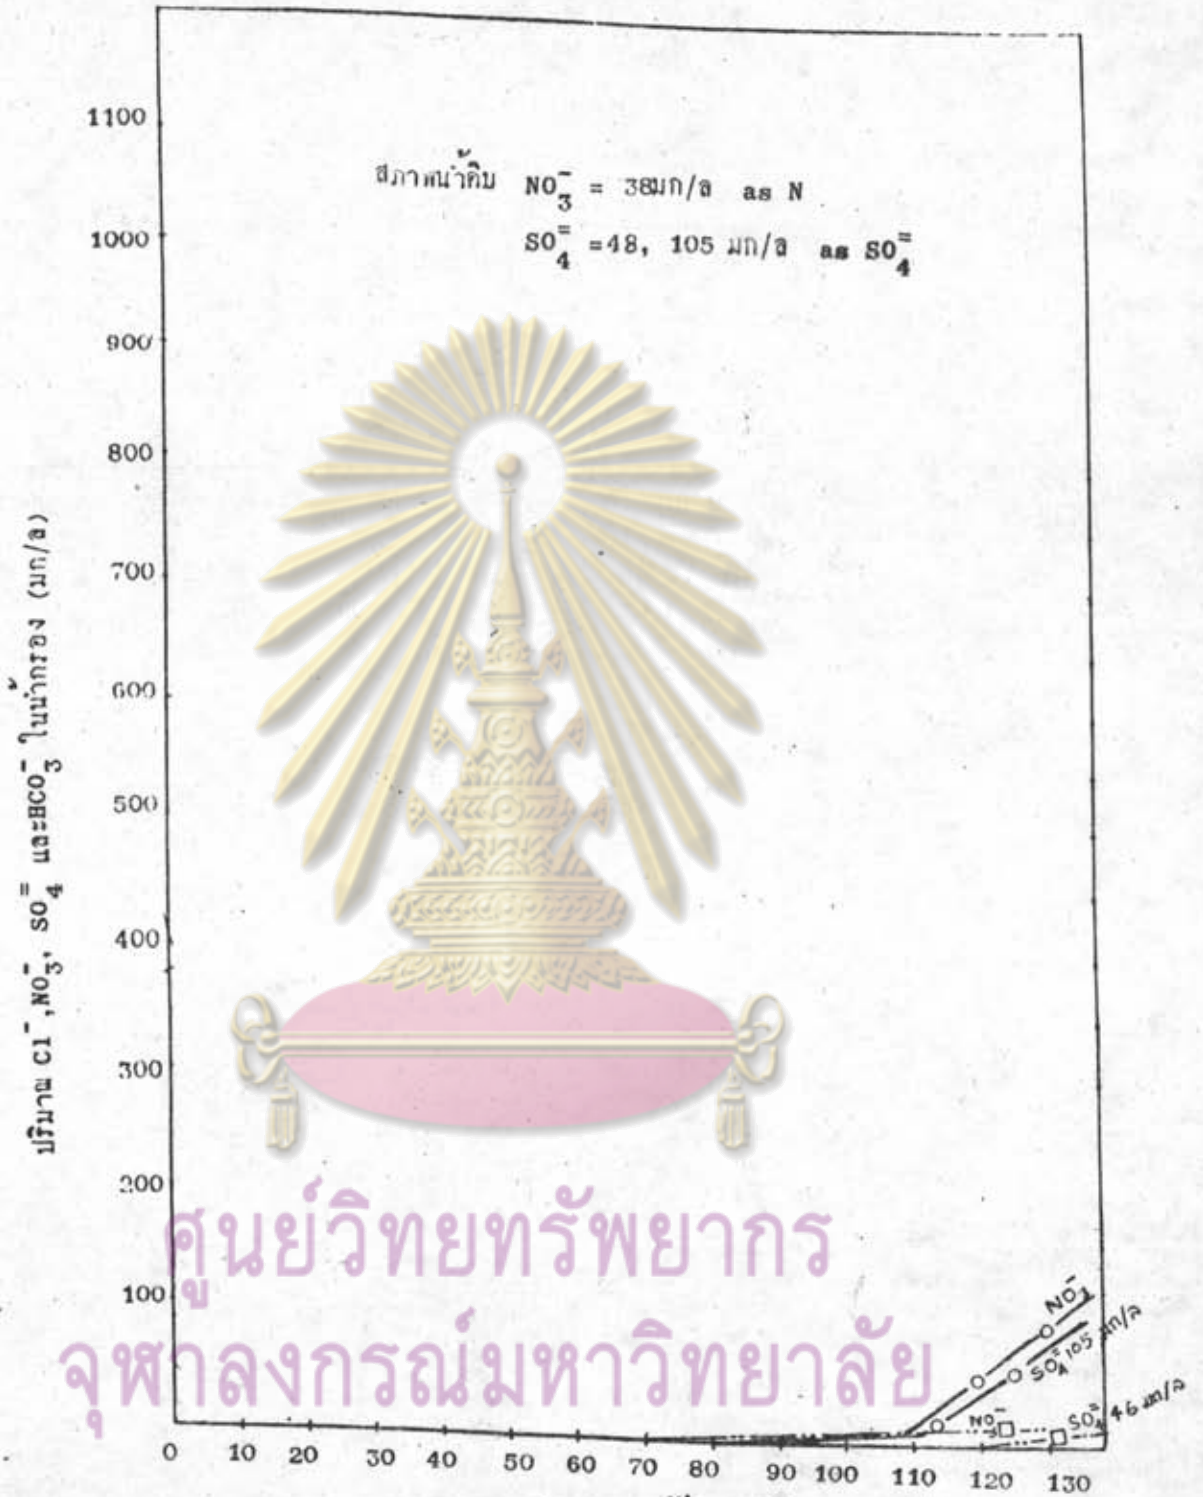 1100
สภาพน้ำดิบ NO₃⁻ = 38มก/ล as N
1000
SO₄⁼ =48, 105 มก/ล as SO₄⁼
900
800
700
600
500
400
300
200
100
ปริมาณ Cl⁻,NO₃⁻, SO₄⁼ และHCO₃⁻ ในน้ำกรอง (มก/ล)
ศูนย์วิทยทรัพยากร
จุฬาลงกรณ์มหาวิทยาลัย
NO₃⁻
SO₄⁼ 105 มก/ล
NO₃⁻
SO₄⁼ 46 มก/ล
0 10 20 30 40 50 60 70 80 90 100 110 120 130